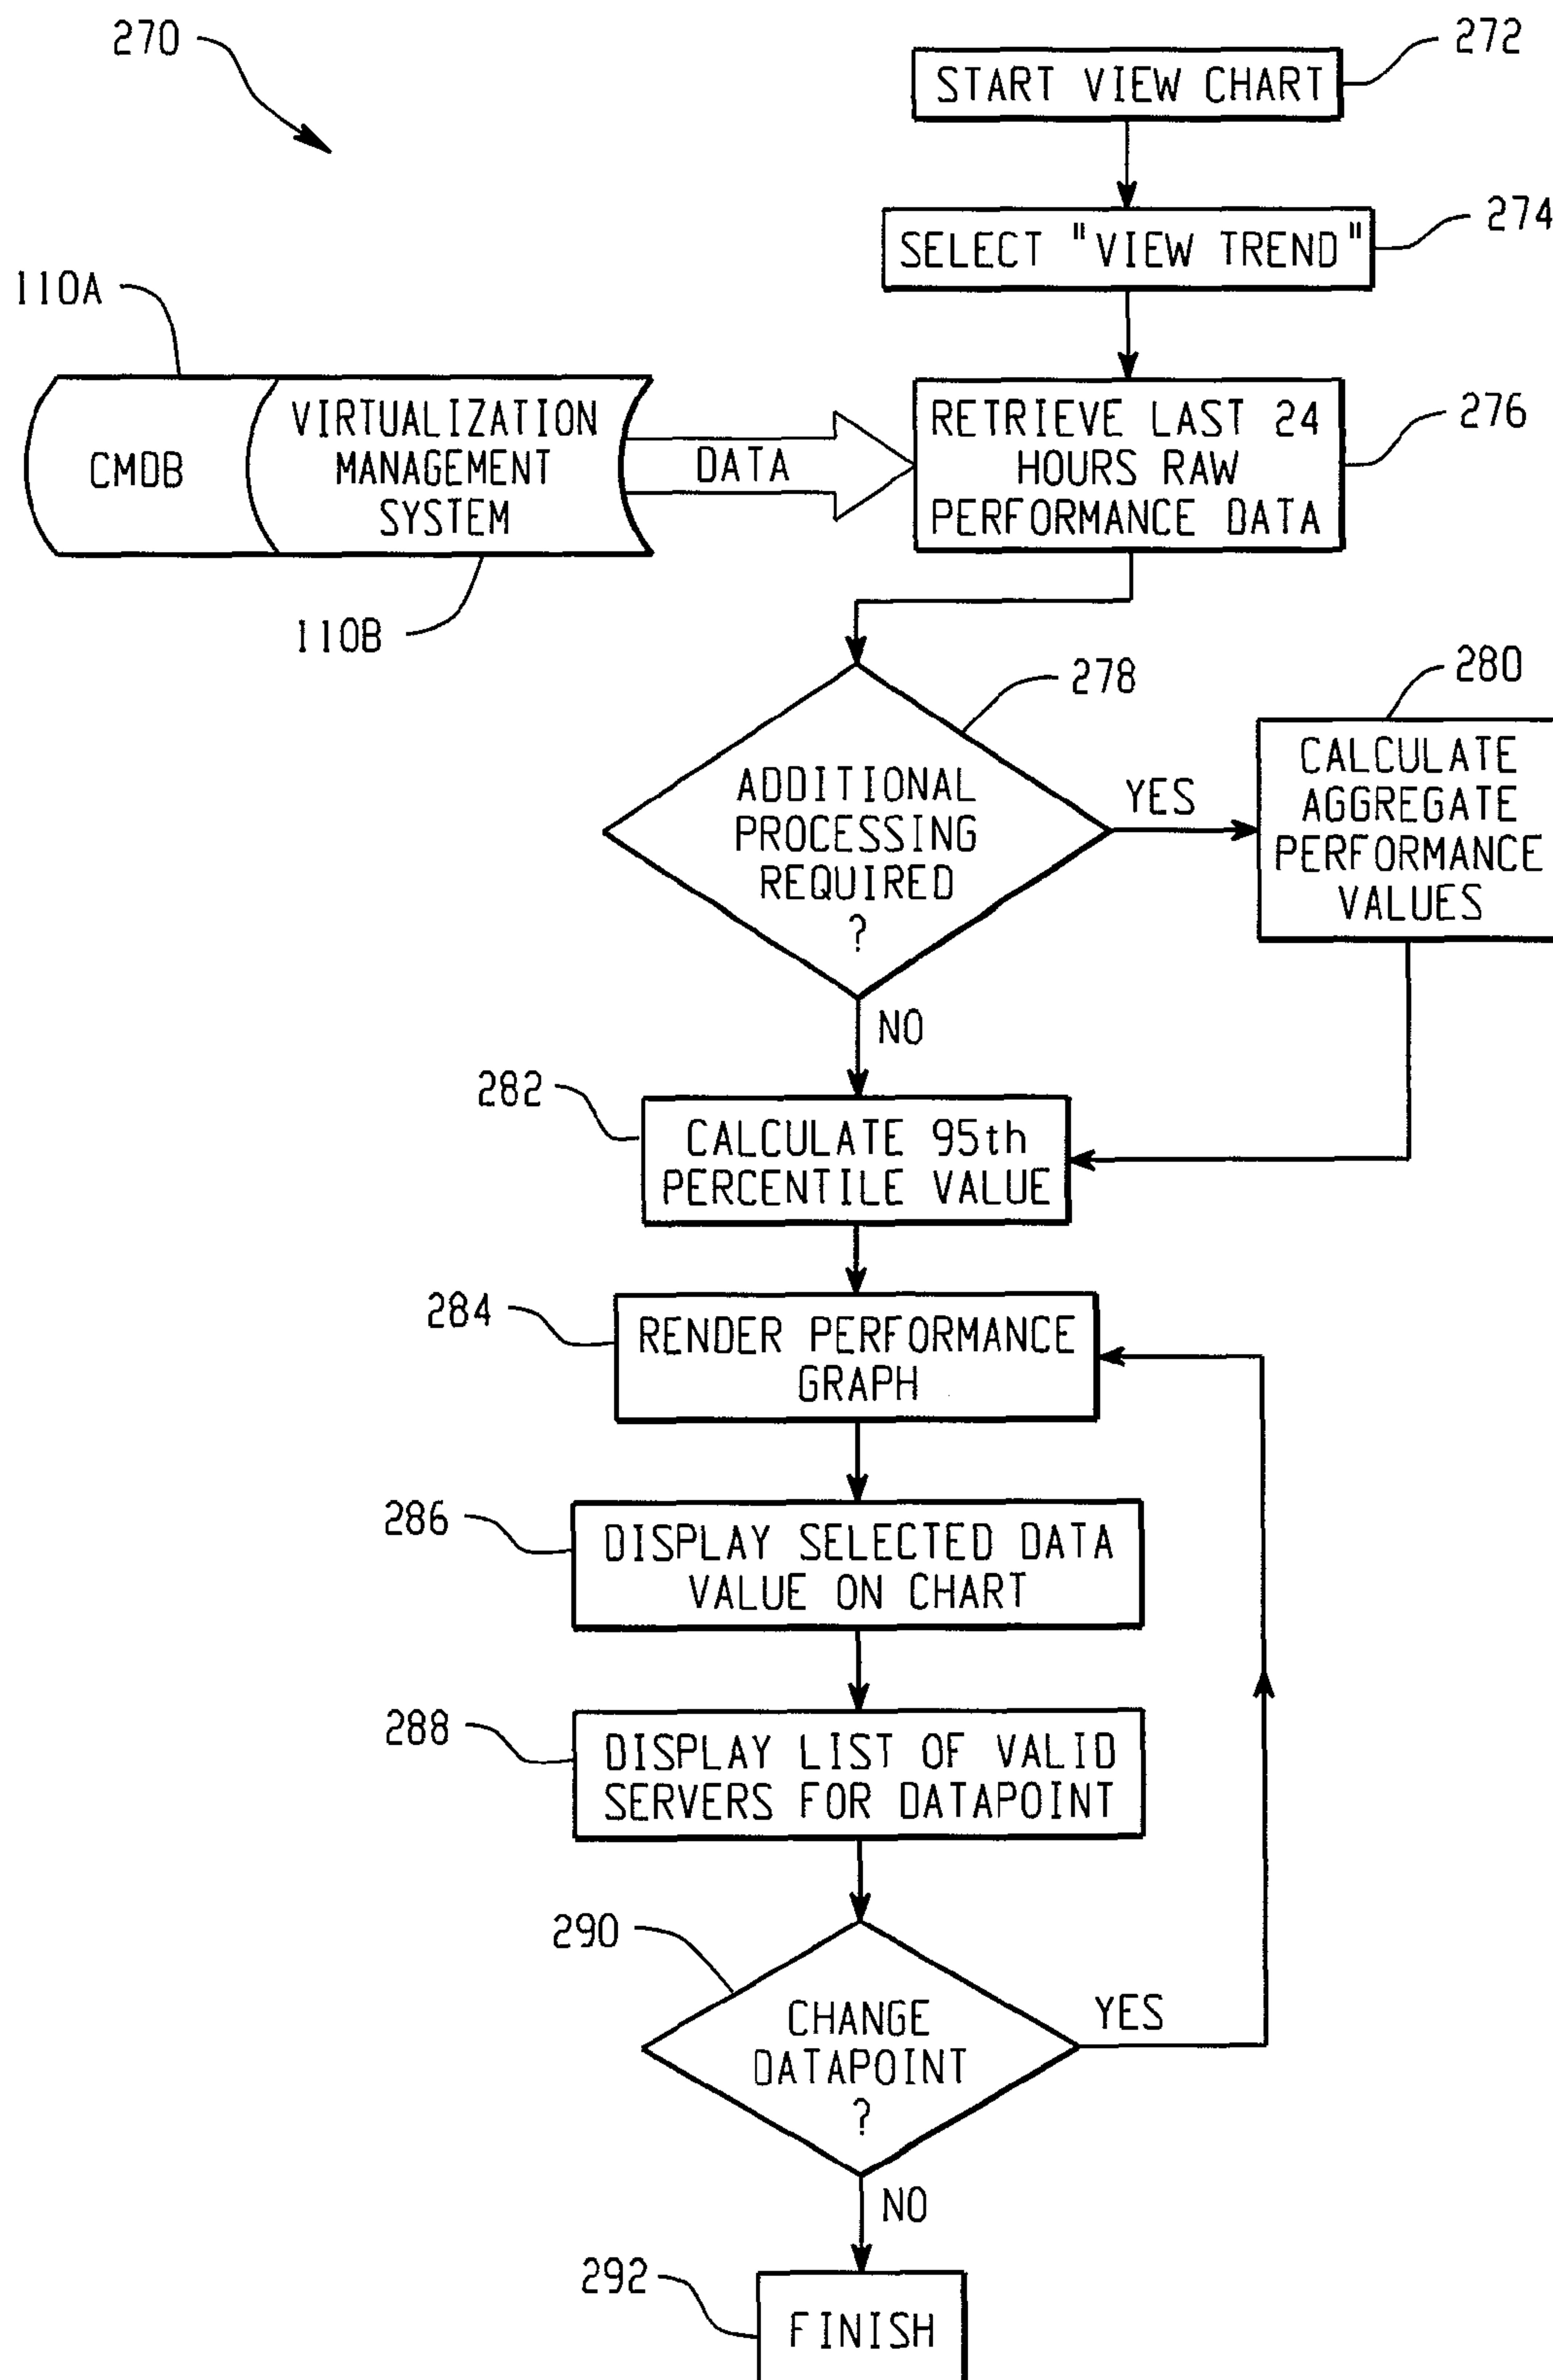 270
272
START VIEW CHART
274
SELECT "VIEW TREND"
110A
CMDB
VIRTUALIZATION
MANAGEMENT
SYSTEM
110B
DATA
276
RETRIEVE LAST 24
HOURS RAW
PERFORMANCE DATA
278
ADDITIONAL
PROCESSING
REQUIRED
?
YES
280
CALCULATE
AGGREGATE
PERFORMANCE
VALUES
NO
282
CALCULATE 95th
PERCENTILE VALUE
284
RENDER PERFORMANCE
GRAPH
286
DISPLAY SELECTED DATA
VALUE ON CHART
288
DISPLAY LIST OF VALID
SERVERS FOR DATAPOINT
290
CHANGE
DATAPOINT
?
YES
NO
292
FINISH